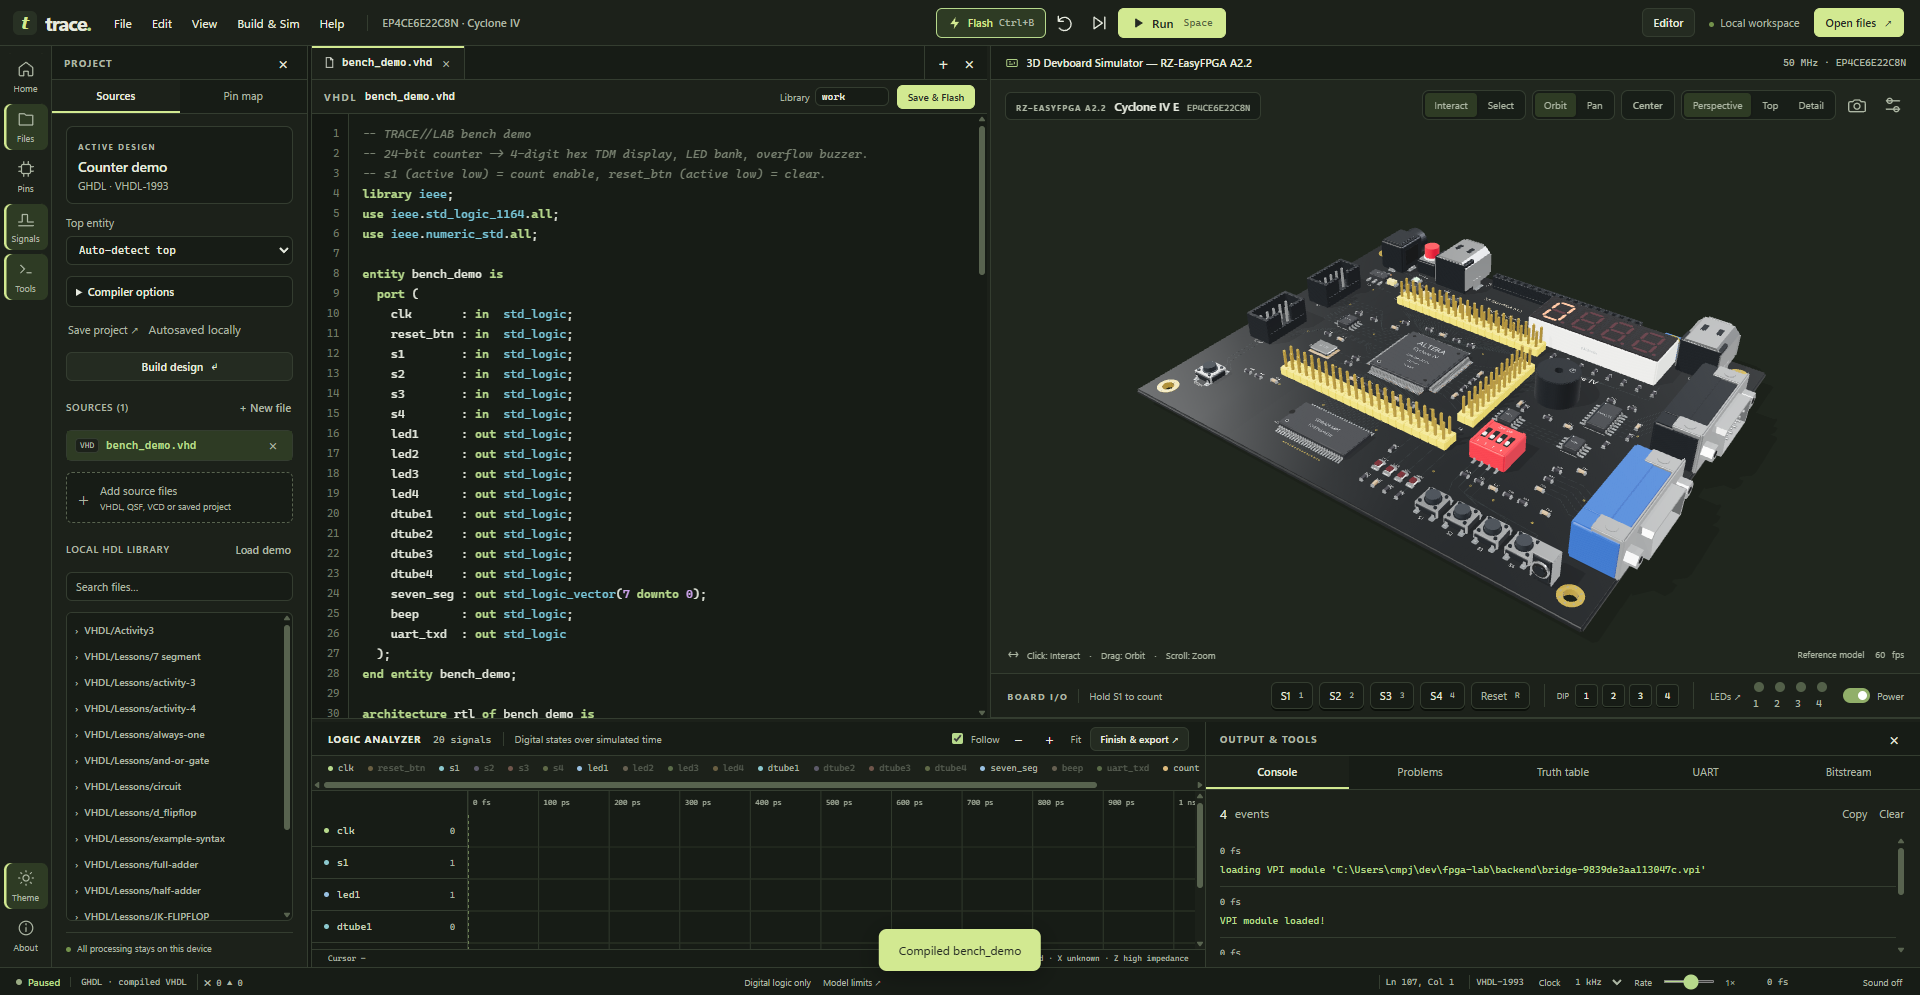 t trace. File Edit View Build & Sim Help EP4CE6E22C8N · Cyclone IV Flash Ctrl+B Run Space Editor Local workspace Open files ↗
Home
Files
Pins
Signals
Tools
Theme
About
PROJECT ×
Sources Pin map
ACTIVE DESIGN
Counter demo
GHDL · VHDL-1993
Top entity
Auto-detect top
Compiler options
Save project ↗ Autosaved locally
Build design
SOURCES (1) + New file
VHD bench_demo.vhd ×
+ Add source files
VHDL, QSF, VCD or saved project
LOCAL HDL LIBRARY Load demo
Search files...
› VHDL/Activity3
› VHDL/Lessons/7 segment
› VHDL/Lessons/activity-3
› VHDL/Lessons/activity-4
› VHDL/Lessons/always-one
› VHDL/Lessons/and-or-gate
› VHDL/Lessons/circuit
› VHDL/Lessons/d_flipflop
› VHDL/Lessons/example-syntax
› VHDL/Lessons/full-adder
› VHDL/Lessons/half-adder
› VHDL/Lessons/JK-FLIPFLOP
All processing stays on this device
bench_demo.vhd × + ×
VHDL bench_demo.vhd Library work Save & Flash
1 -- TRACE//LAB bench demo
2 -- 24-bit counter -> 4-digit hex TDM display, LED bank, overflow buzzer.
3 -- s1 (active low) = count enable, reset_btn (active low) = clear.
4 library ieee;
5 use ieee.std_logic_1164.all;
6 use ieee.numeric_std.all;
7
8 entity bench_demo is
9 port (
10 clk : in std_logic;
11 reset_btn : in std_logic;
12 s1 : in std_logic;
13 s2 : in std_logic;
14 s3 : in std_logic;
15 s4 : in std_logic;
16 led1 : out std_logic;
17 led2 : out std_logic;
18 led3 : out std_logic;
19 led4 : out std_logic;
20 dtube1 : out std_logic;
21 dtube2 : out std_logic;
22 dtube3 : out std_logic;
23 dtube4 : out std_logic;
24 seven_seg : out std_logic_vector(7 downto 0);
25 beep : out std_logic;
26 uart_txd : out std_logic
27 );
28 end entity bench_demo;
29
30 architecture rtl of bench_demo is
3D Devboard Simulator — RZ-EasyFPGA A2.2 50 MHz · EP4CE6E22C8N
RZ-EASYFPGA A2.2 Cyclone IV E EP4CE6E22C8N Interact Select Orbit Pan Center Perspective Top Detail
ALTERA
Cyclone IV
Click: Interact · Drag: Orbit · Scroll: Zoom Reference model 60 fps
BOARD I/O Hold S1 to count S1 1 S2 2 S3 3 S4 4 Reset R DIP 1 2 3 4 LEDs ↗ 1 2 3 4 Power
LOGIC ANALYZER 20 signals Digital states over simulated time Follow − + Fit Finish & export ↗
clk reset_btn s1 s2 s3 s4 led1 led2 led3 led4 dtube1 dtube2 dtube3 dtube4 seven_seg beep uart_txd count
0 fs 100 ps 200 ps 300 ps 400 ps 500 ps 600 ps 700 ps 800 ps 900 ps 1 ns
clk 0
s1 1
led1 1
dtube1 0
Cursor — · X unknown · Z high impedance
Compiled bench_demo
OUTPUT & TOOLS ×
Console Problems Truth table UART Bitstream
4 events Copy Clear
0 fs
loading VPI module 'C:\Users\cmpj\dev\fpga-lab\backend\bridge-9839de3aa113047c.vpi'
0 fs
VPI module loaded!
0 fs
Paused GHDL · compiled VHDL × 0 ▲ 0 Digital logic only Model limits ↗ Ln 107, Col 1 VHDL-1993 Clock 1 kHz Rate 1× 0 fs Sound off